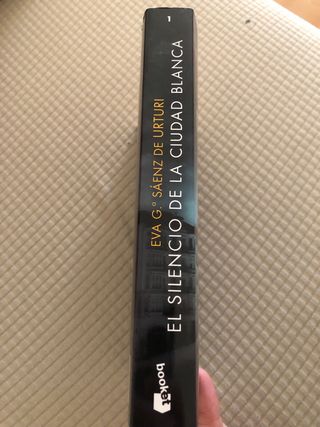 1
EVA G.ª SÁENZ DE URTURI
EL SILENCIO DE LA CIUDAD BLANCA
booket